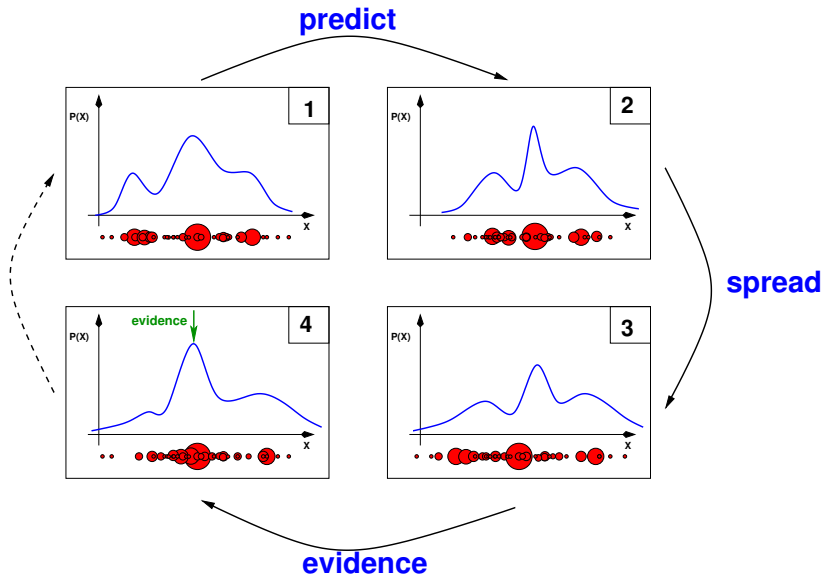 predict
1
P(X)
X
2
P(X)
X
spread
4
evidence
P(X)
X
3
P(X)
X
evidence